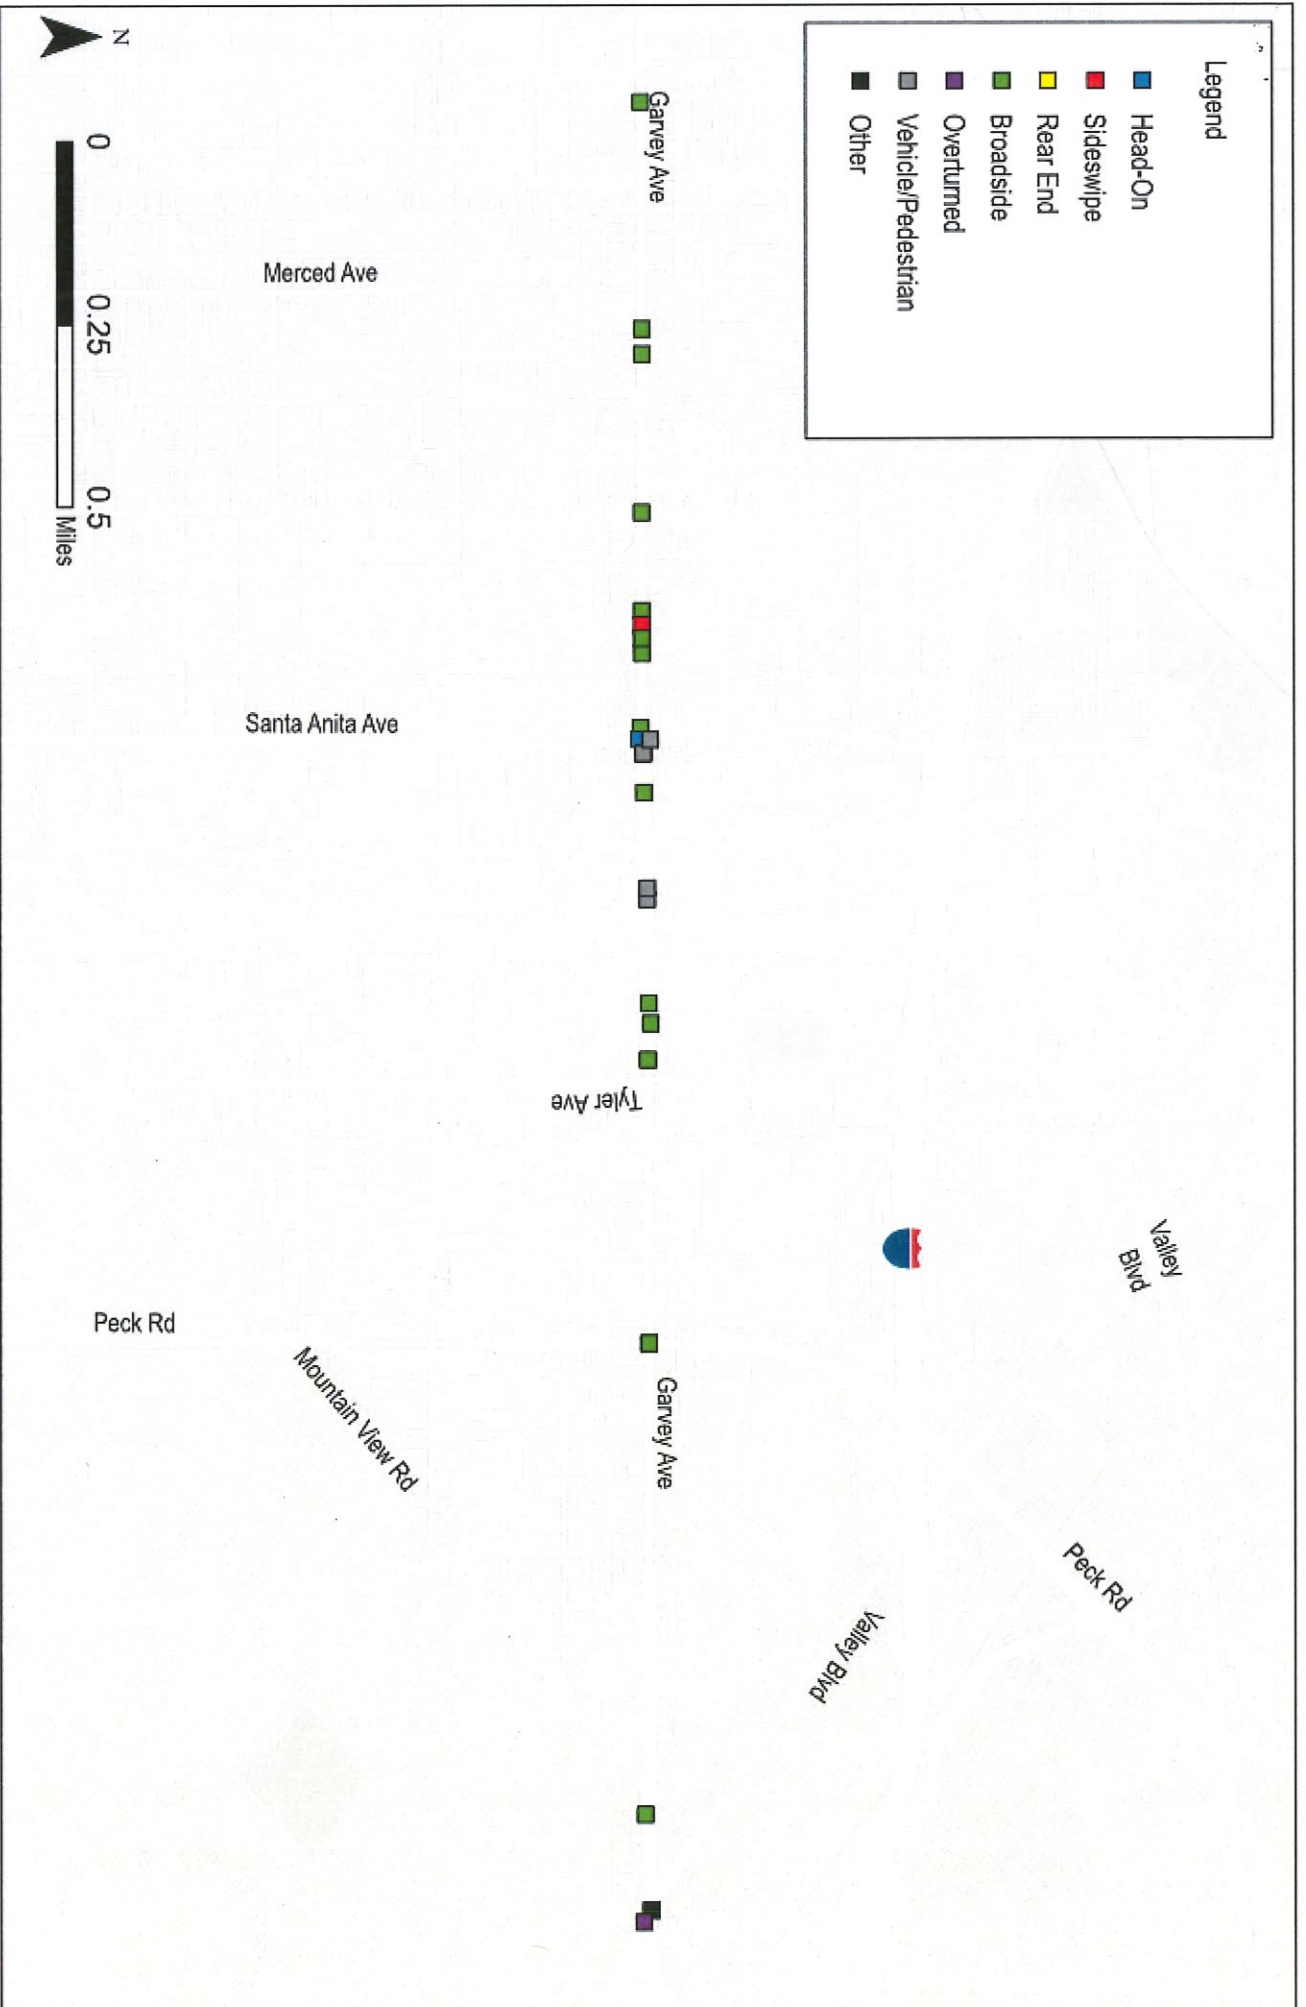 Legend
Head-On
Sideswipe
Rear End
Broadside
Overturned
Vehicle/Pedestrian
Other
Valley
Blvd
Peck Rd
Valley Blvd
Garvey Ave
Garvey Ave
Tyler Ave
Merced Ave
Santa Anita Ave
Mountain View Rd
Peck Rd
N
0
0.25
0.5
Miles